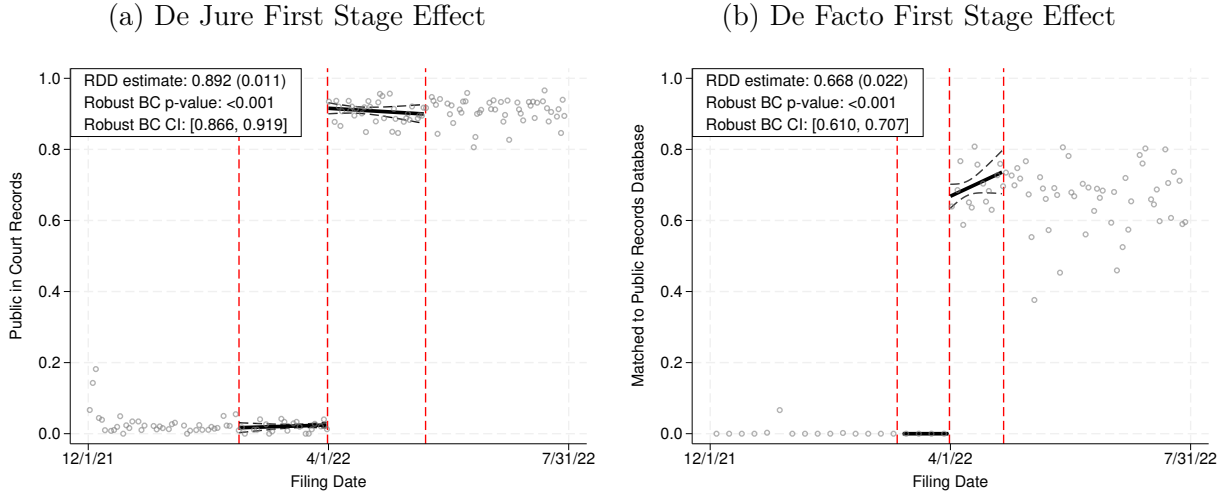 (a) De Jure First Stage Effect
RDD estimate: 0.892 (0.011)
Robust BC p-value: <0.001
Robust BC CI: [0.866, 0.919]
1.0
0.8
0.6
0.4
0.2
0.0
Public in Court Records
12/1/21
4/1/22
7/31/22
Filing Date
(b) De Facto First Stage Effect
RDD estimate: 0.668 (0.022)
Robust BC p-value: <0.001
Robust BC CI: [0.610, 0.707]
1.0
0.8
0.6
0.4
0.2
0.0
Matched to Public Records Database
12/1/21
4/1/22
7/31/22
Filing Date